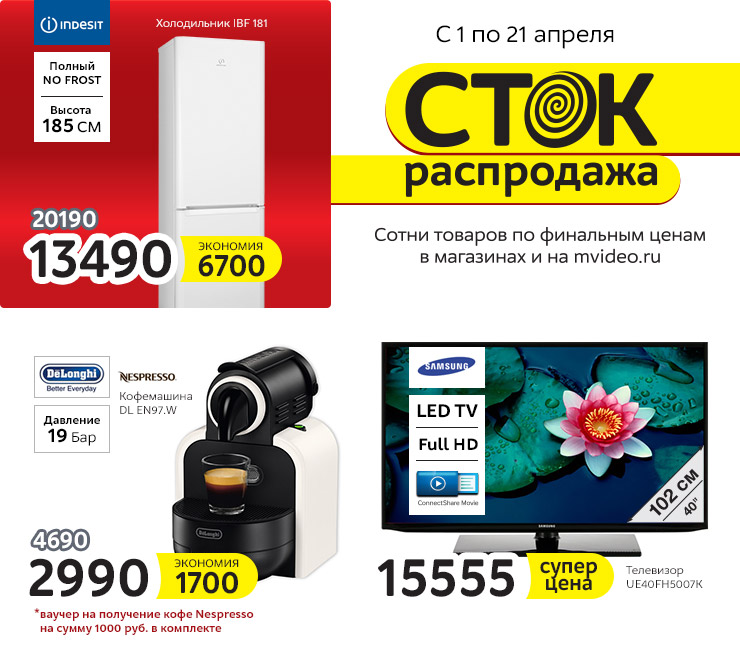 INDESIT
Холодильник IBF 181
Полный
NO FROST
Высота
185 СМ
20190
13490
ЭКОНОМИЯ
6700
С 1 по 21 апреля
СТОК
распродажа
Сотни товаров по финальным ценам
в магазинах и на mvideo.ru
DeLonghi
Better Everyday
NESPRESSO
Кофемашина
DL EN97.W
Давление
19 Бар
DeLonghi
4690
2990
ЭКОНОМИЯ
1700
*ваучер на получение кофе Nespresso
на сумму 1000 руб. в комплекте
SAMSUNG
LED TV
Full HD
ConnectShare Movie
102 СМ
40"
SAMSUNG
15555
супер
цена
Телевизор
UE40FH5007K